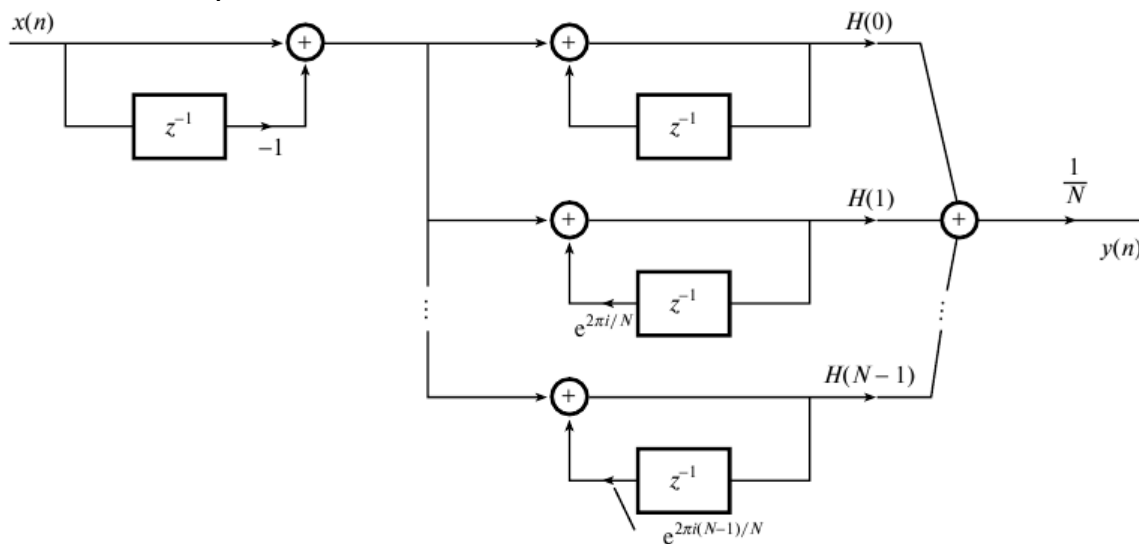 x(n)
H(0)
z⁻¹
−1
z⁻¹
H(1)
1/N
y(n)
z⁻¹
e^{2πi/N}
⋮
⋮
H(N − 1)
z⁻¹
e^{2πi(N−1)/N}
+
+
+
+
+